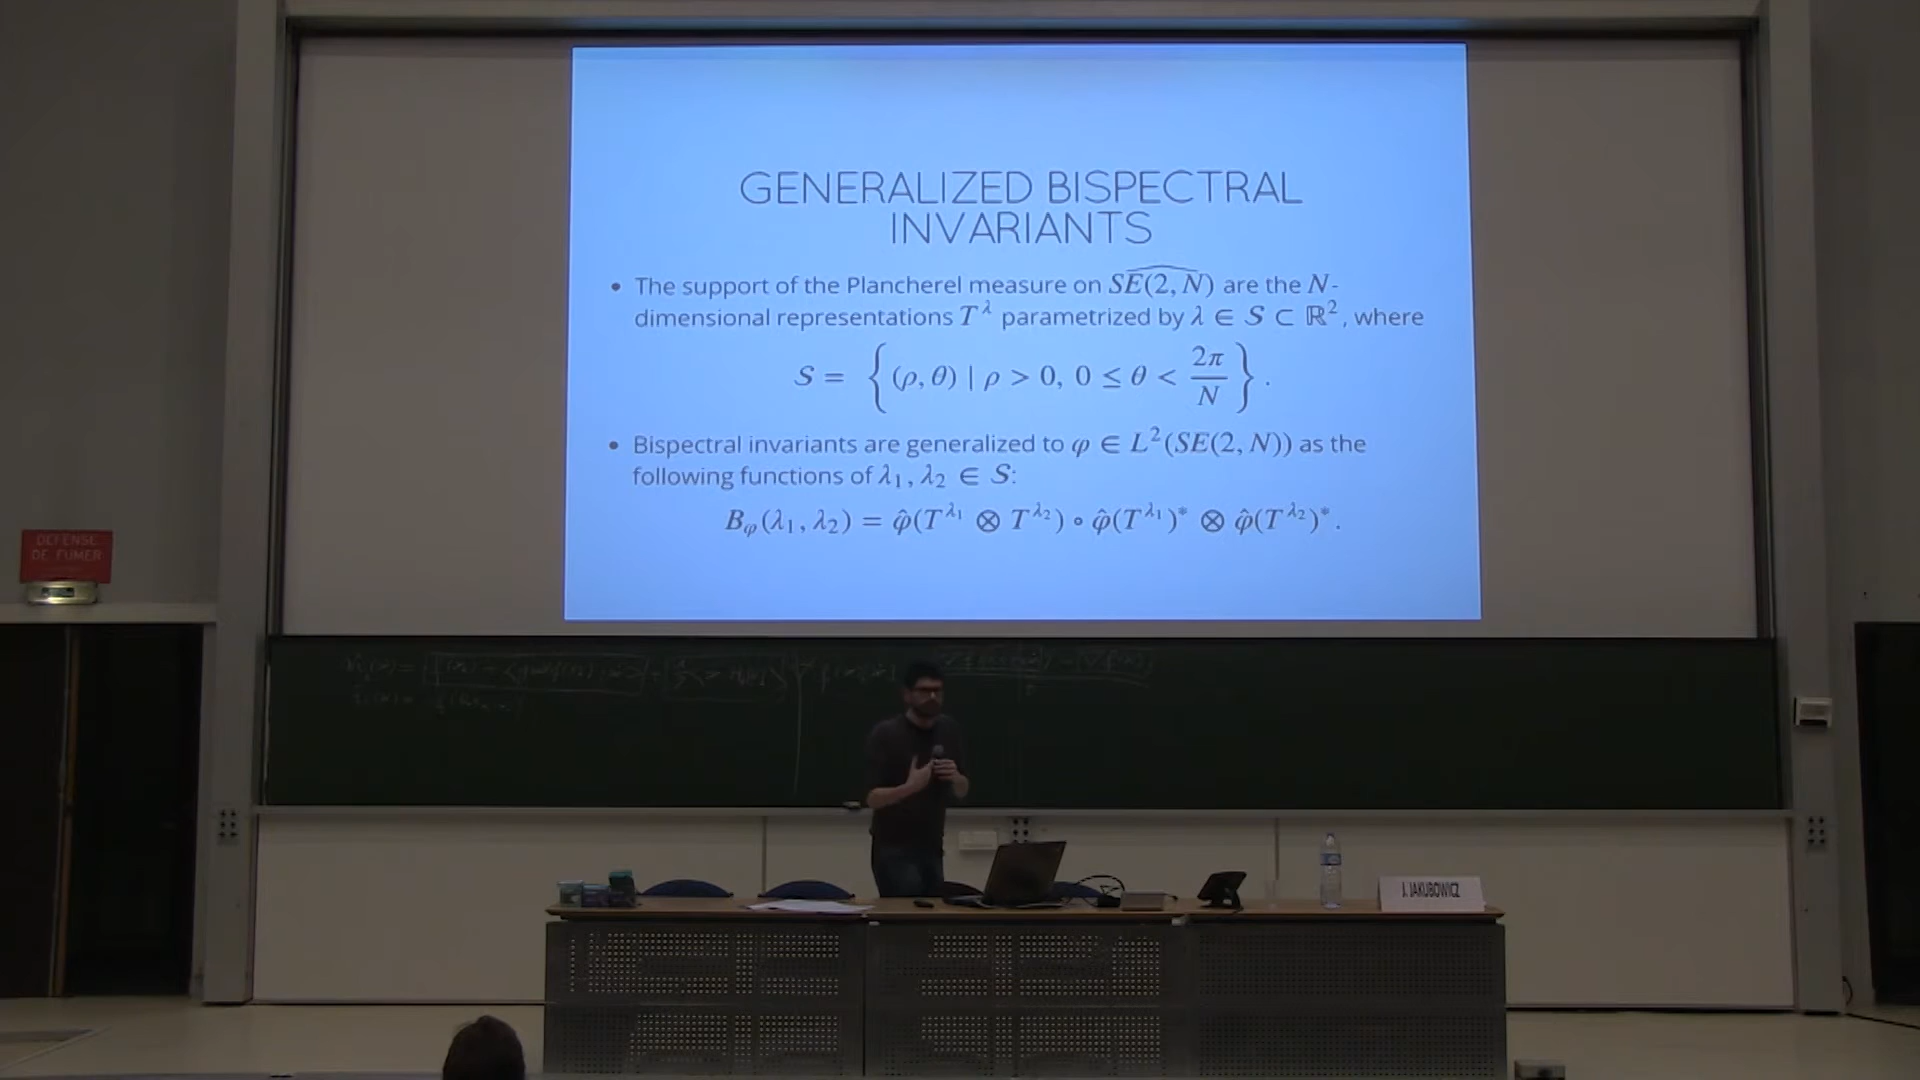 GENERALIZED BISPECTRAL
INVARIANTS
• The support of the Plancherel measure on $\widehat{SE(2, N)}$ are the N-
dimensional representations $T^{\lambda}$ parametrized by $\lambda \in \mathcal{S} \subset \mathbb{R}^2$, where
$\mathcal{S} = \left\{ (\rho, \theta) \mid \rho > 0, 0 \leq \theta < \frac{2\pi}{N} \right\}.$
• Bispectral invariants are generalized to $\varphi \in L^2(SE(2, N))$ as the
following functions of $\lambda_1, \lambda_2 \in \mathcal{S}$:
$B_{\varphi}(\lambda_1, \lambda_2) = \hat{\varphi}(T^{\lambda_1} \otimes T^{\lambda_2}) \circ \hat{\varphi}(T^{\lambda_1})^* \otimes \hat{\varphi}(T^{\lambda_2})^*.$
DÉFENSE
DE FUMER
J. JAKUBOWICZ